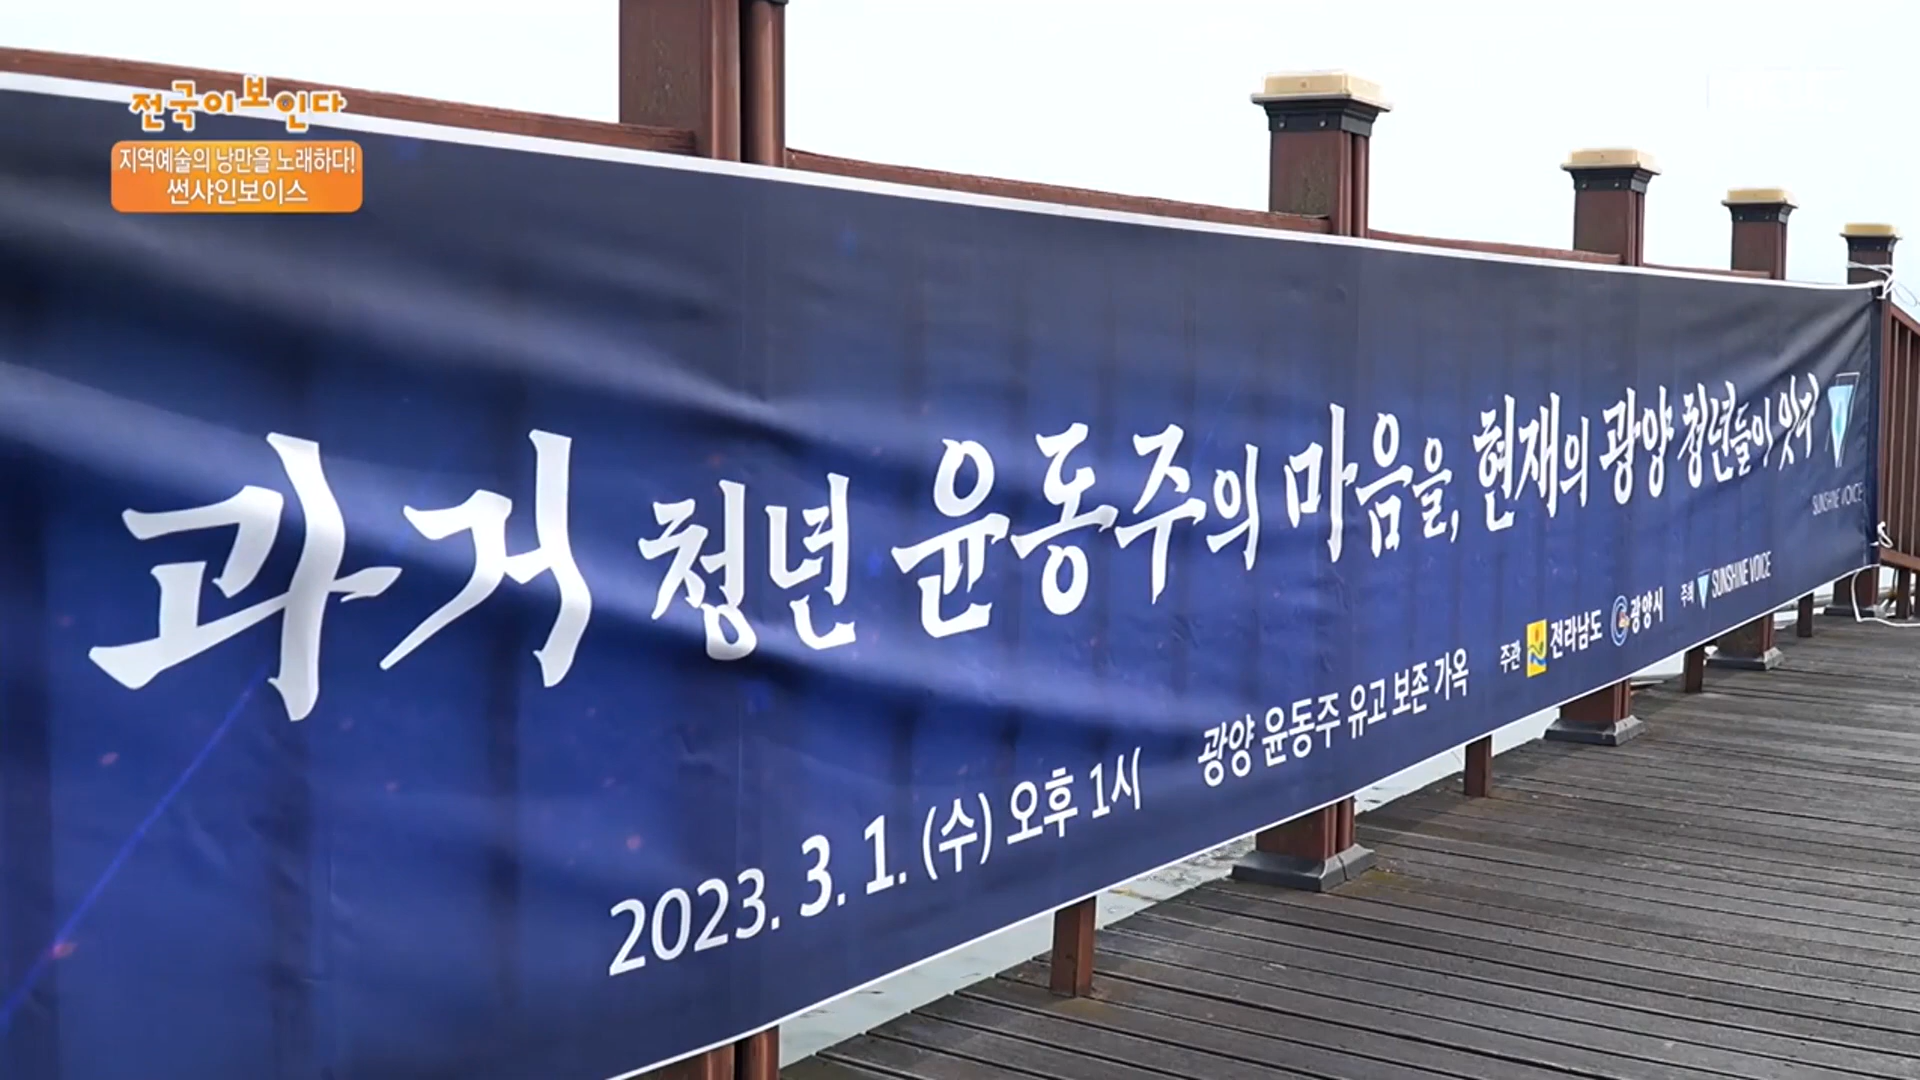 전국이보인다
지역예술의 낭만을 노래하다!
썬샤인보이스
과거 청년 윤동주의 마음을, 현재의 광양 청년들이 잇다
SUNSHINE VOICE
2023. 3. 1. (수) 오후 1시 광양 윤동주 유고 보존 가옥 주관 전라남도 광양시 주최 SUNSHINE VOICE